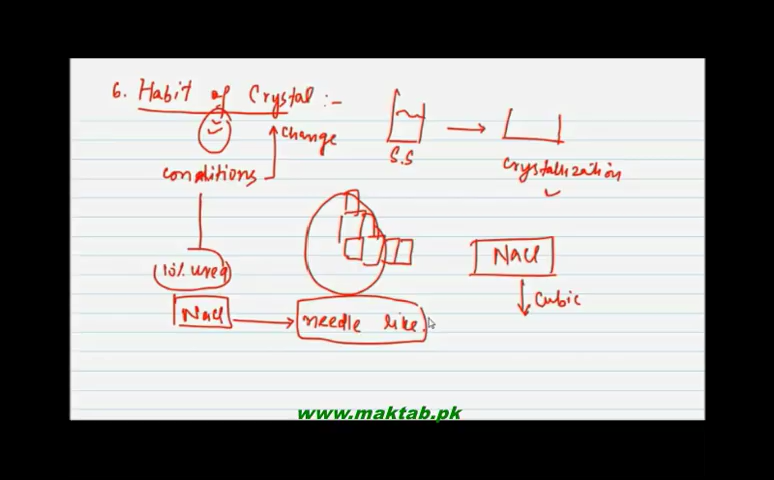 6. Habit of Crystal :-
change
conditions
S.S
crystallization
10% urea
NaCl
needle like.
NaCl
Cubic
www.maktab.pk